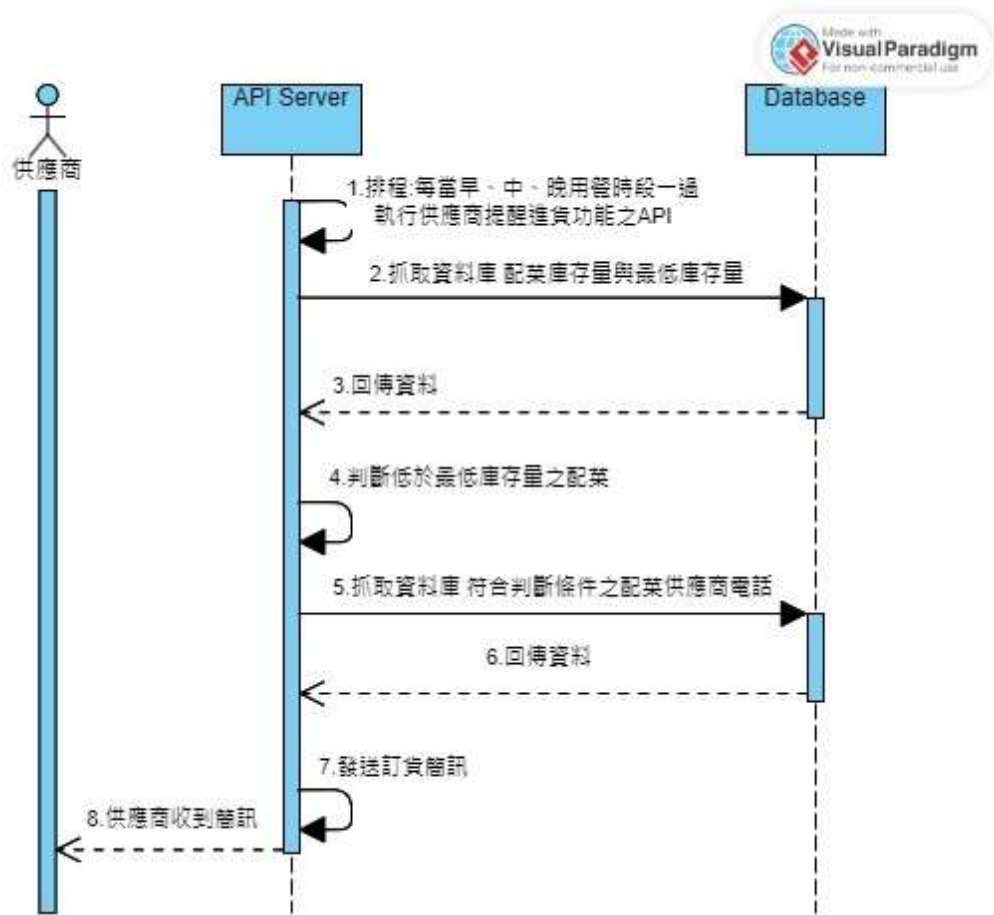 Made with
VisualParadigm
For non-commercial use
API Server
Database
供應商
1.排程:每當早、中、晚用餐時段一過
執行供應商提醒進貨功能之API
2.抓取資料庫 配菜庫存量與最低庫存量
3.回傳資料
4.判斷低於最低庫存量之配菜
5.抓取資料庫 符合判斷條件之配菜供應商電話
6.回傳資料
7.發送訂貨簡訊
8.供應商收到簡訊